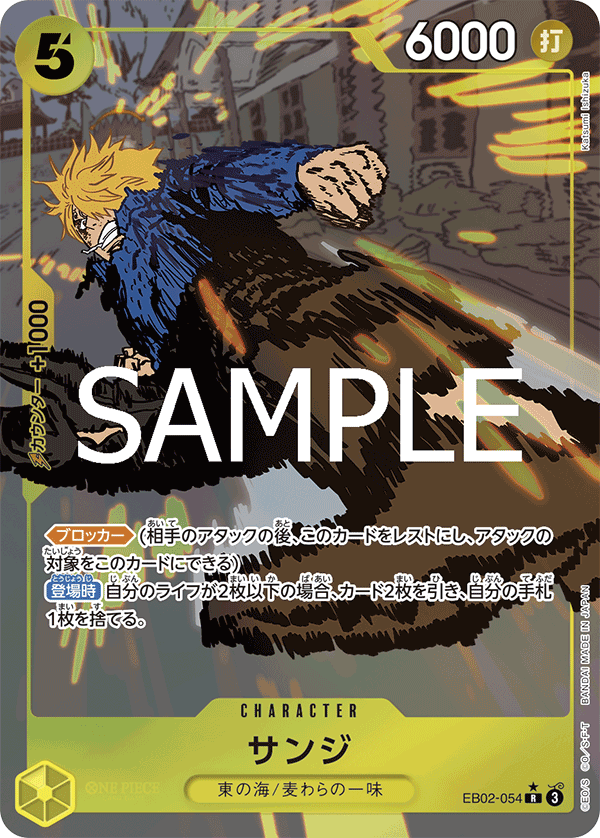 5
6000 打
Katsumi Ishizuka
カウンター +1000
SAMPLE
ブロッカー (相手のアタックの後、このカードをレストにし、アタックの
対象をこのカードにできる)
登場時 自分のライフが2枚以下の場合、カード2枚を引き、自分の手札
1枚を捨てる。
CHARACTER
サンジ
東の海/麦わらの一味
ONE PIECE
EB02-054 R 3
©ED/S ©O/S・F・T BANDAI MADE IN JAPAN